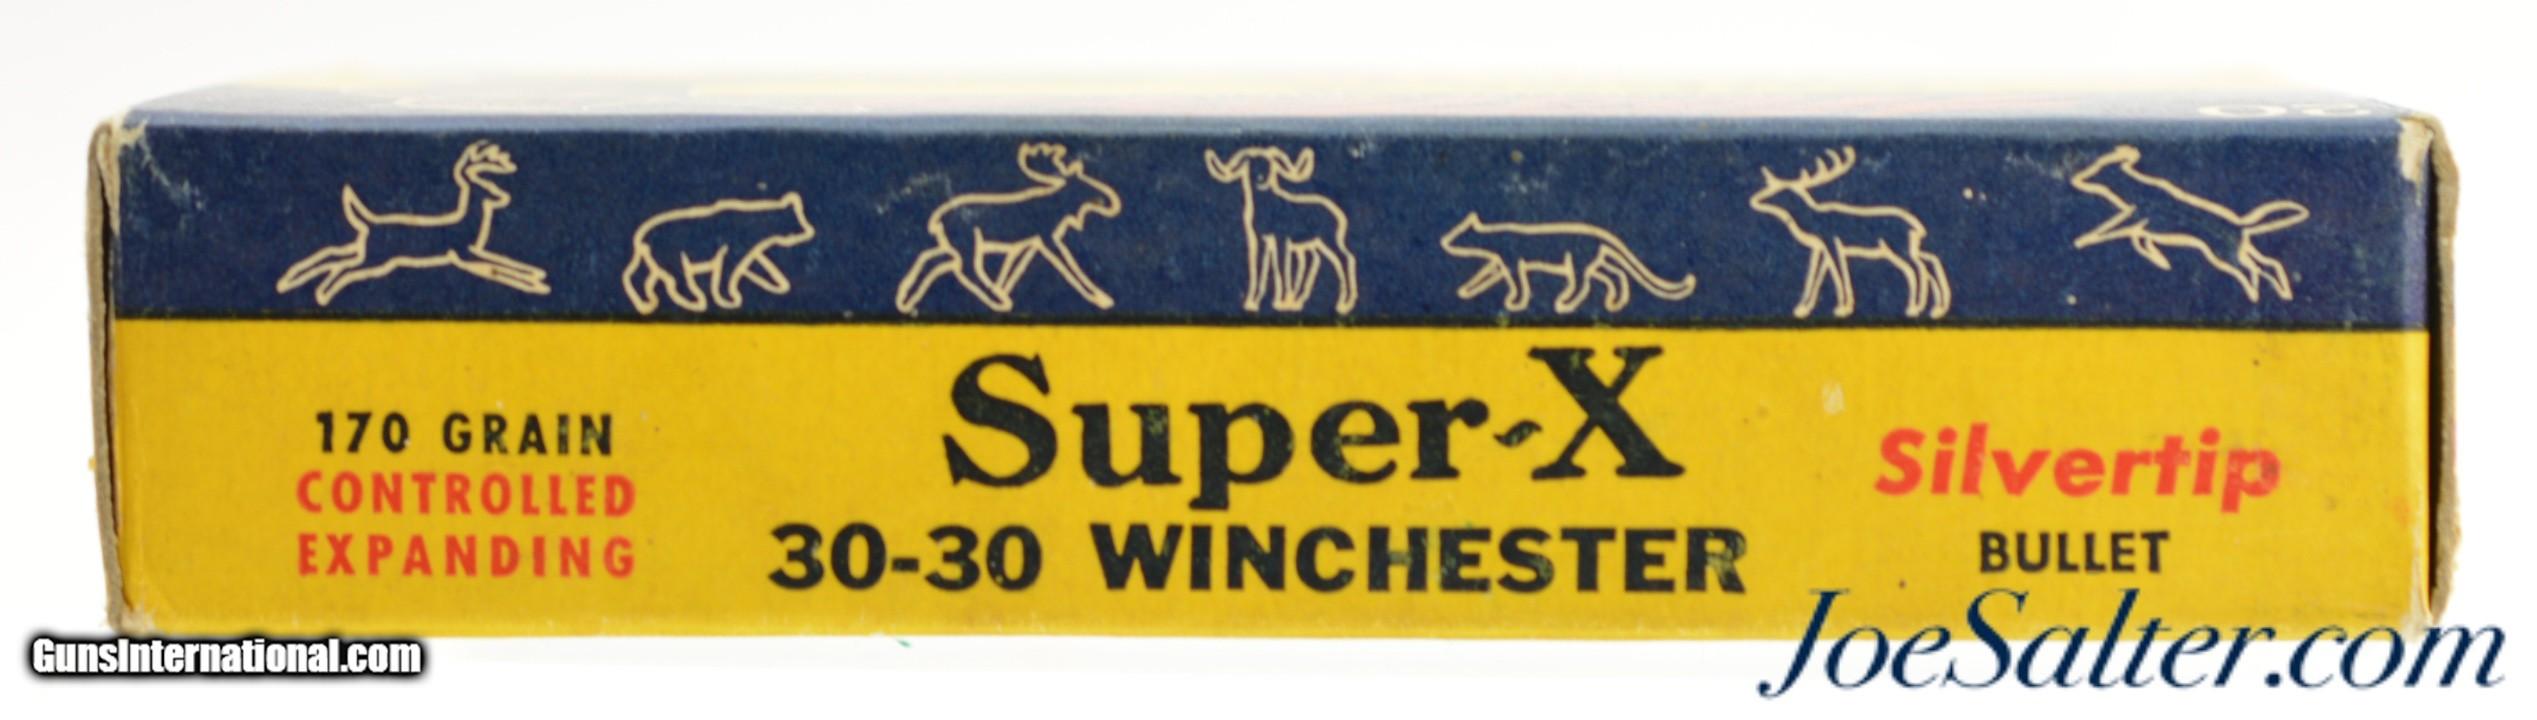 170 GRAIN
CONTROLLED
EXPANDING
Super-X
30-30 WINCHESTER
Silvertip
BULLET
GunsInternational.com
JoeSalter.com